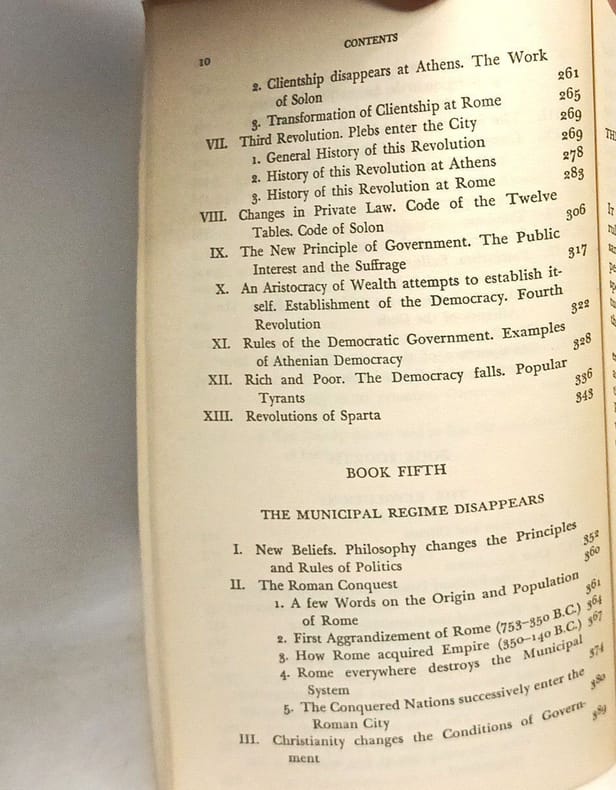 10
CONTENTS
2. Clientship disappears at Athens. The Work
of Solon 261
3. Transformation of Clientship at Rome 265
VII. Third Revolution. Plebs enter the City 269
1. General History of this Revolution 269
2. History of this Revolution at Athens 278
3. History of this Revolution at Rome 283
VIII. Changes in Private Law. Code of the Twelve
Tables. Code of Solon 306
IX. The New Principle of Government. The Public
Interest and the Suffrage 317
X. An Aristocracy of Wealth attempts to establish it-
self. Establishment of the Democracy. Fourth
Revolution 322
XI. Rules of the Democratic Government. Examples
of Athenian Democracy 328
XII. Rich and Poor. The Democracy falls. Popular
Tyrants 336
XIII. Revolutions of Sparta 343
BOOK FIFTH
THE MUNICIPAL REGIME DISAPPEARS
I. New Beliefs. Philosophy changes the Principles
and Rules of Politics 352
II. The Roman Conquest 360
1. A few Words on the Origin and Population
of Rome 361
2. First Aggrandizement of Rome (753-350 B.C.) 364
3. How Rome acquired Empire (350-140 B.C.) 367
4. Rome everywhere destroys the Municipal
System 374
5. The Conquered Nations successively enter the
Roman City 380
III. Christianity changes the Conditions of Govern-
ment 389